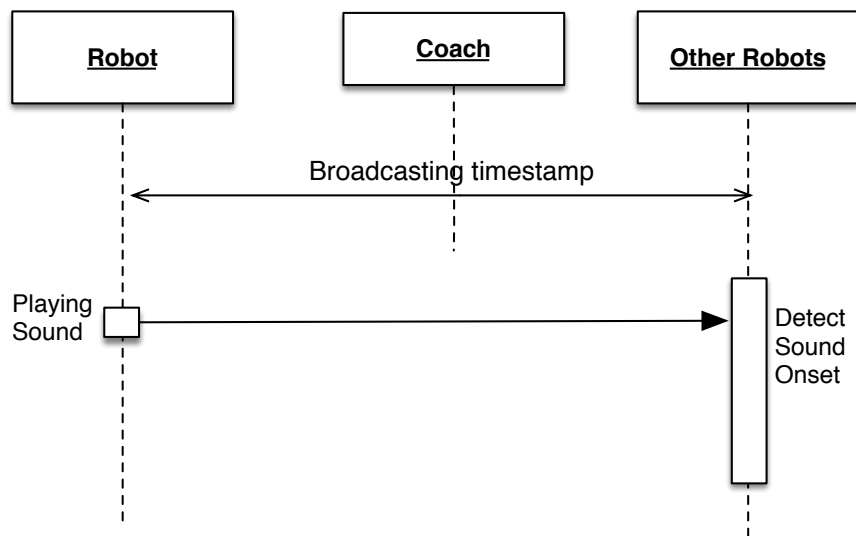 Robot
Coach
Other Robots
Broadcasting timestamp
Playing
Sound
Detect
Sound
Onset